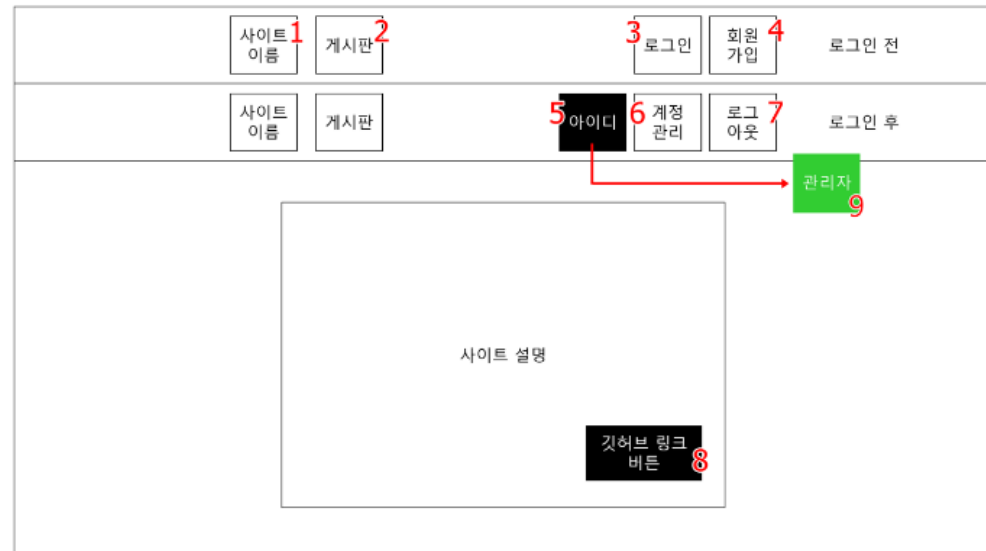 사이트 1
이름
게시판 2
3 로그인
회원 4
가입
로그인 전
사이트
이름
게시판
5 아이디
6 계정
관리
로그 7
아웃
로그인 후
관리자
9
사이트 설명
깃허브 링크
버튼 8